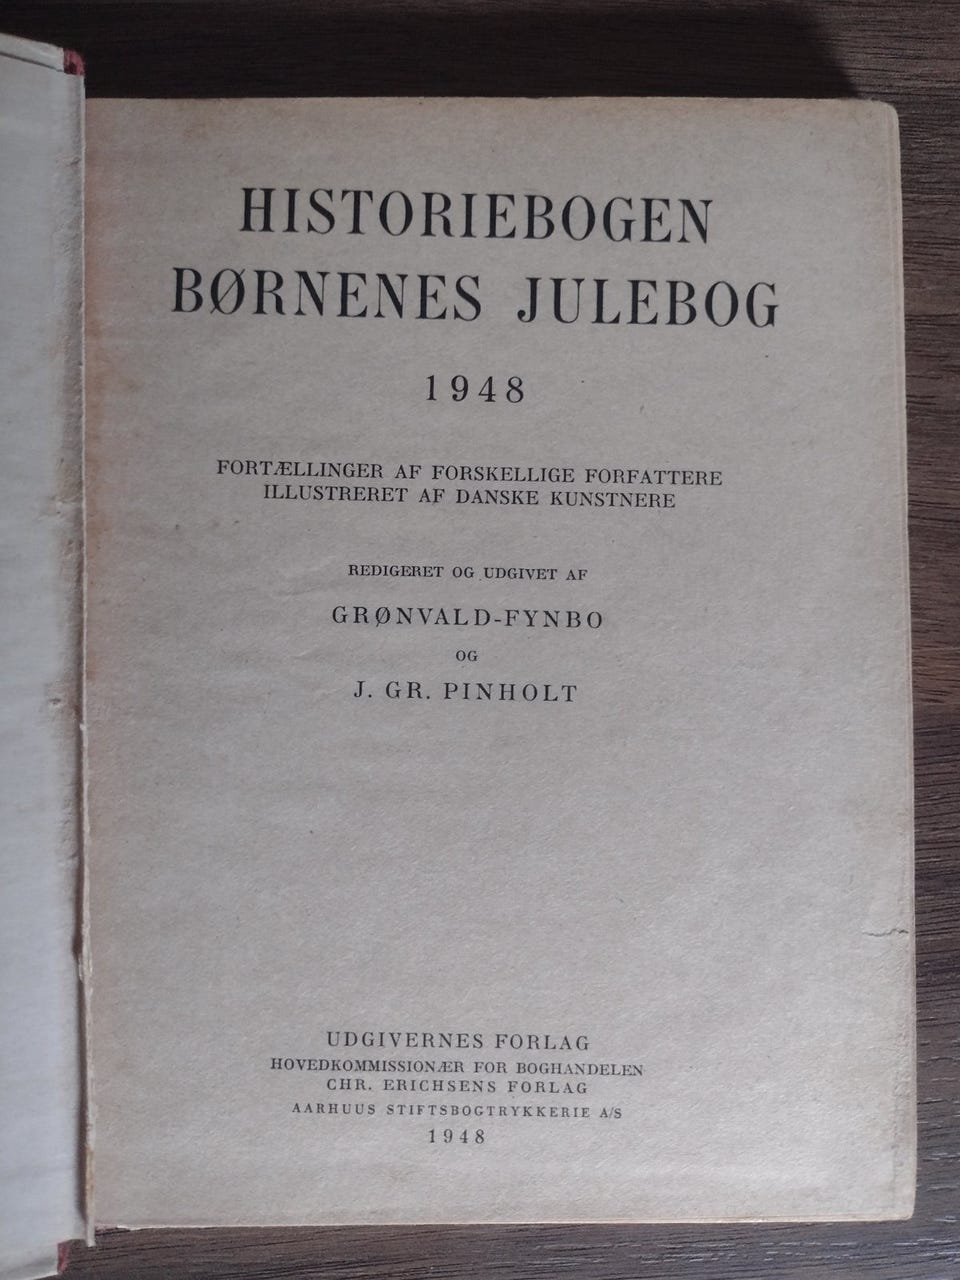 HISTORIEBOGEN
BØRNENES JULEBOG
1948
FORTÆLLINGER AF FORSKELLIGE FORFATTERE
ILLUSTRERET AF DANSKE KUNSTNERE
REDIGERET OG UDGIVET AF
GRØNVALD-FYNBO
OG
J. GR. PINHOLT
UDGIVERNES FORLAG
HOVEDKOMMISSIONÆR FOR BOGHANDELEN
CHR. ERICHSENS FORLAG
AARHUUS STIFTSBOGTRYKKERIE A/S
1948